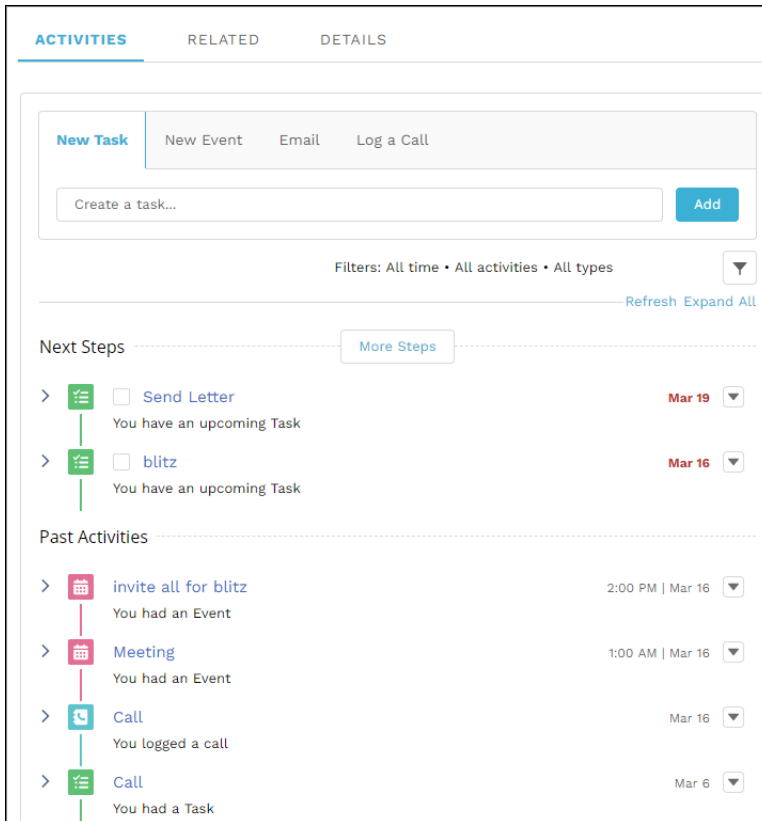 ACTIVITIES RELATED DETAILS
New Task New Event Email Log a Call
Create a task... Add
Filters: All time • All activities • All types
Refresh Expand All
Next Steps More Steps
Send Letter Mar 19
You have an upcoming Task
blitz Mar 16
You have an upcoming Task
Past Activities
invite all for blitz 2:00 PM | Mar 16
You had an Event
Meeting 1:00 AM | Mar 16
You had an Event
Call Mar 16
You logged a call
Call Mar 6
You had a Task